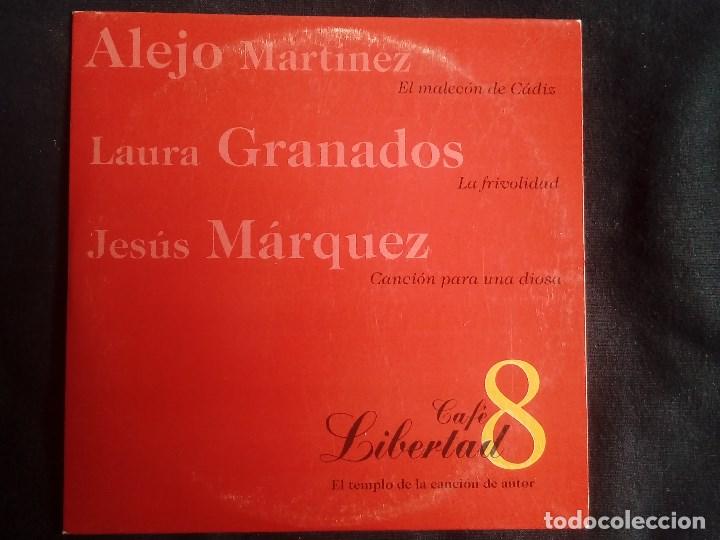 Alejo Martínez
El malecón de Cádiz
Laura Granados
La frivolidad
Jesús Márquez
Canción para una diosa
Café
Libertad 8
El templo de la canción de autor
todocoleccion